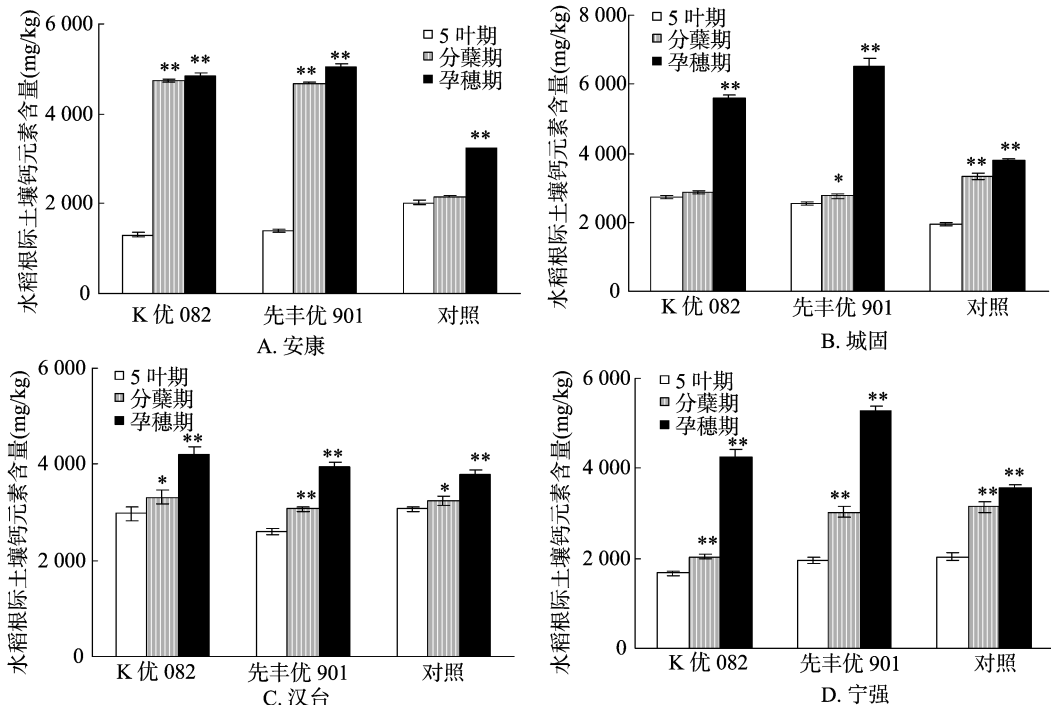 水稻根际土壤钙元素含量(mg/kg)
6 000
4 000
2 000
0
5 叶期
分蘖期
孕穗期
** **
** **
**
K 优 082
先丰优 901
对照
A. 安康
水稻根际土壤钙元素含量(mg/kg)
8 000
6 000
4 000
2 000
0
5 叶期
分蘖期
孕穗期
**
* **
** **
K 优 082
先丰优 901
对照
B. 城固
水稻根际土壤钙元素含量(mg/kg)
6 000
4 000
2 000
0
5 叶期
分蘖期
孕穗期
* **
** **
* **
K 优 082
先丰优 901
对照
C. 汉台
水稻根际土壤钙元素含量(mg/kg)
6 000
4 000
2 000
0
5 叶期
分蘖期
孕穗期
** **
** **
** **
K 优 082
先丰优 901
对照
D. 宁强